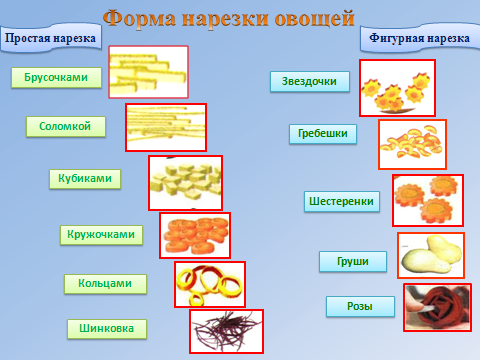 Форма нарезки овощей
Простая нарезка
Брусочками
Соломкой
Кубиками
Кружочками
Кольцами
Шинковка
Фигурная нарезка
Звездочки
Гребешки
Шестеренки
Груши
Розы